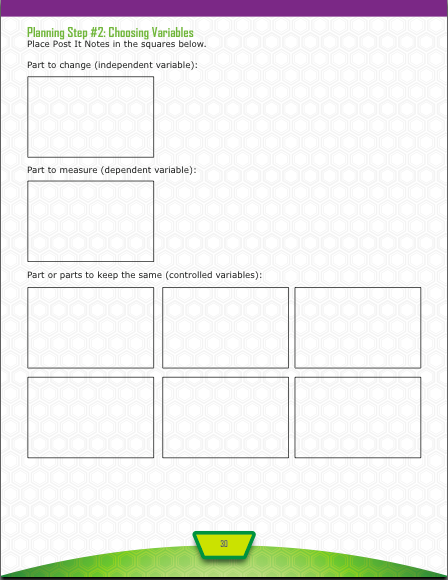 Planning Step #2: Choosing Variables
Place Post It Notes in the squares below.
Part to change (independent variable):
Part to measure (dependent variable):
Part or parts to keep the same (controlled variables):
30